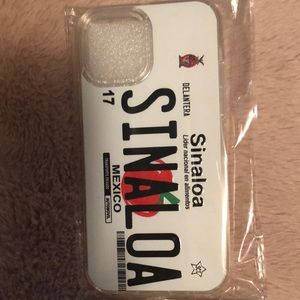 DELANTERA
Sinaloa
Líder nacional en alimentos
SINALOA
17
MEXICO